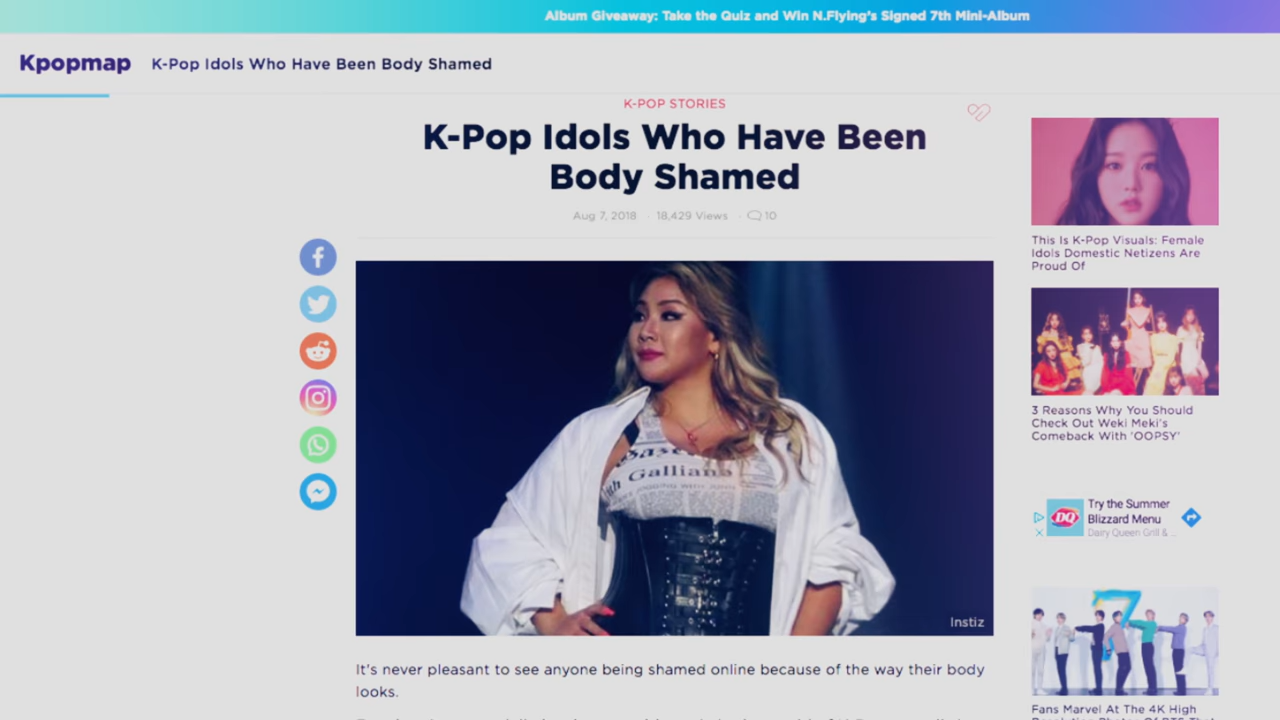 Album Giveaway: Take the Quiz and Win N.Flying's Signed 7th Mini-Album
Kpopmap
K-Pop Idols Who Have Been Body Shamed
K-POP STORIES
K-Pop Idols Who Have Been
Body Shamed
Aug 7, 2018 · 18,429 Views · 10
Gallian
Instiz
It's never pleasant to see anyone being shamed online because of the way their body
looks.
This Is K-Pop Visuals: Female
Idols Domestic Netizens Are
Proud Of
3 Reasons Why You Should
Check Out Weki Meki's
Comeback With 'OOPSY'
DQ
Try the Summer
Blizzard Menu
Dairy Queen Grill & ...
7
Fans Marvel At The 4K High